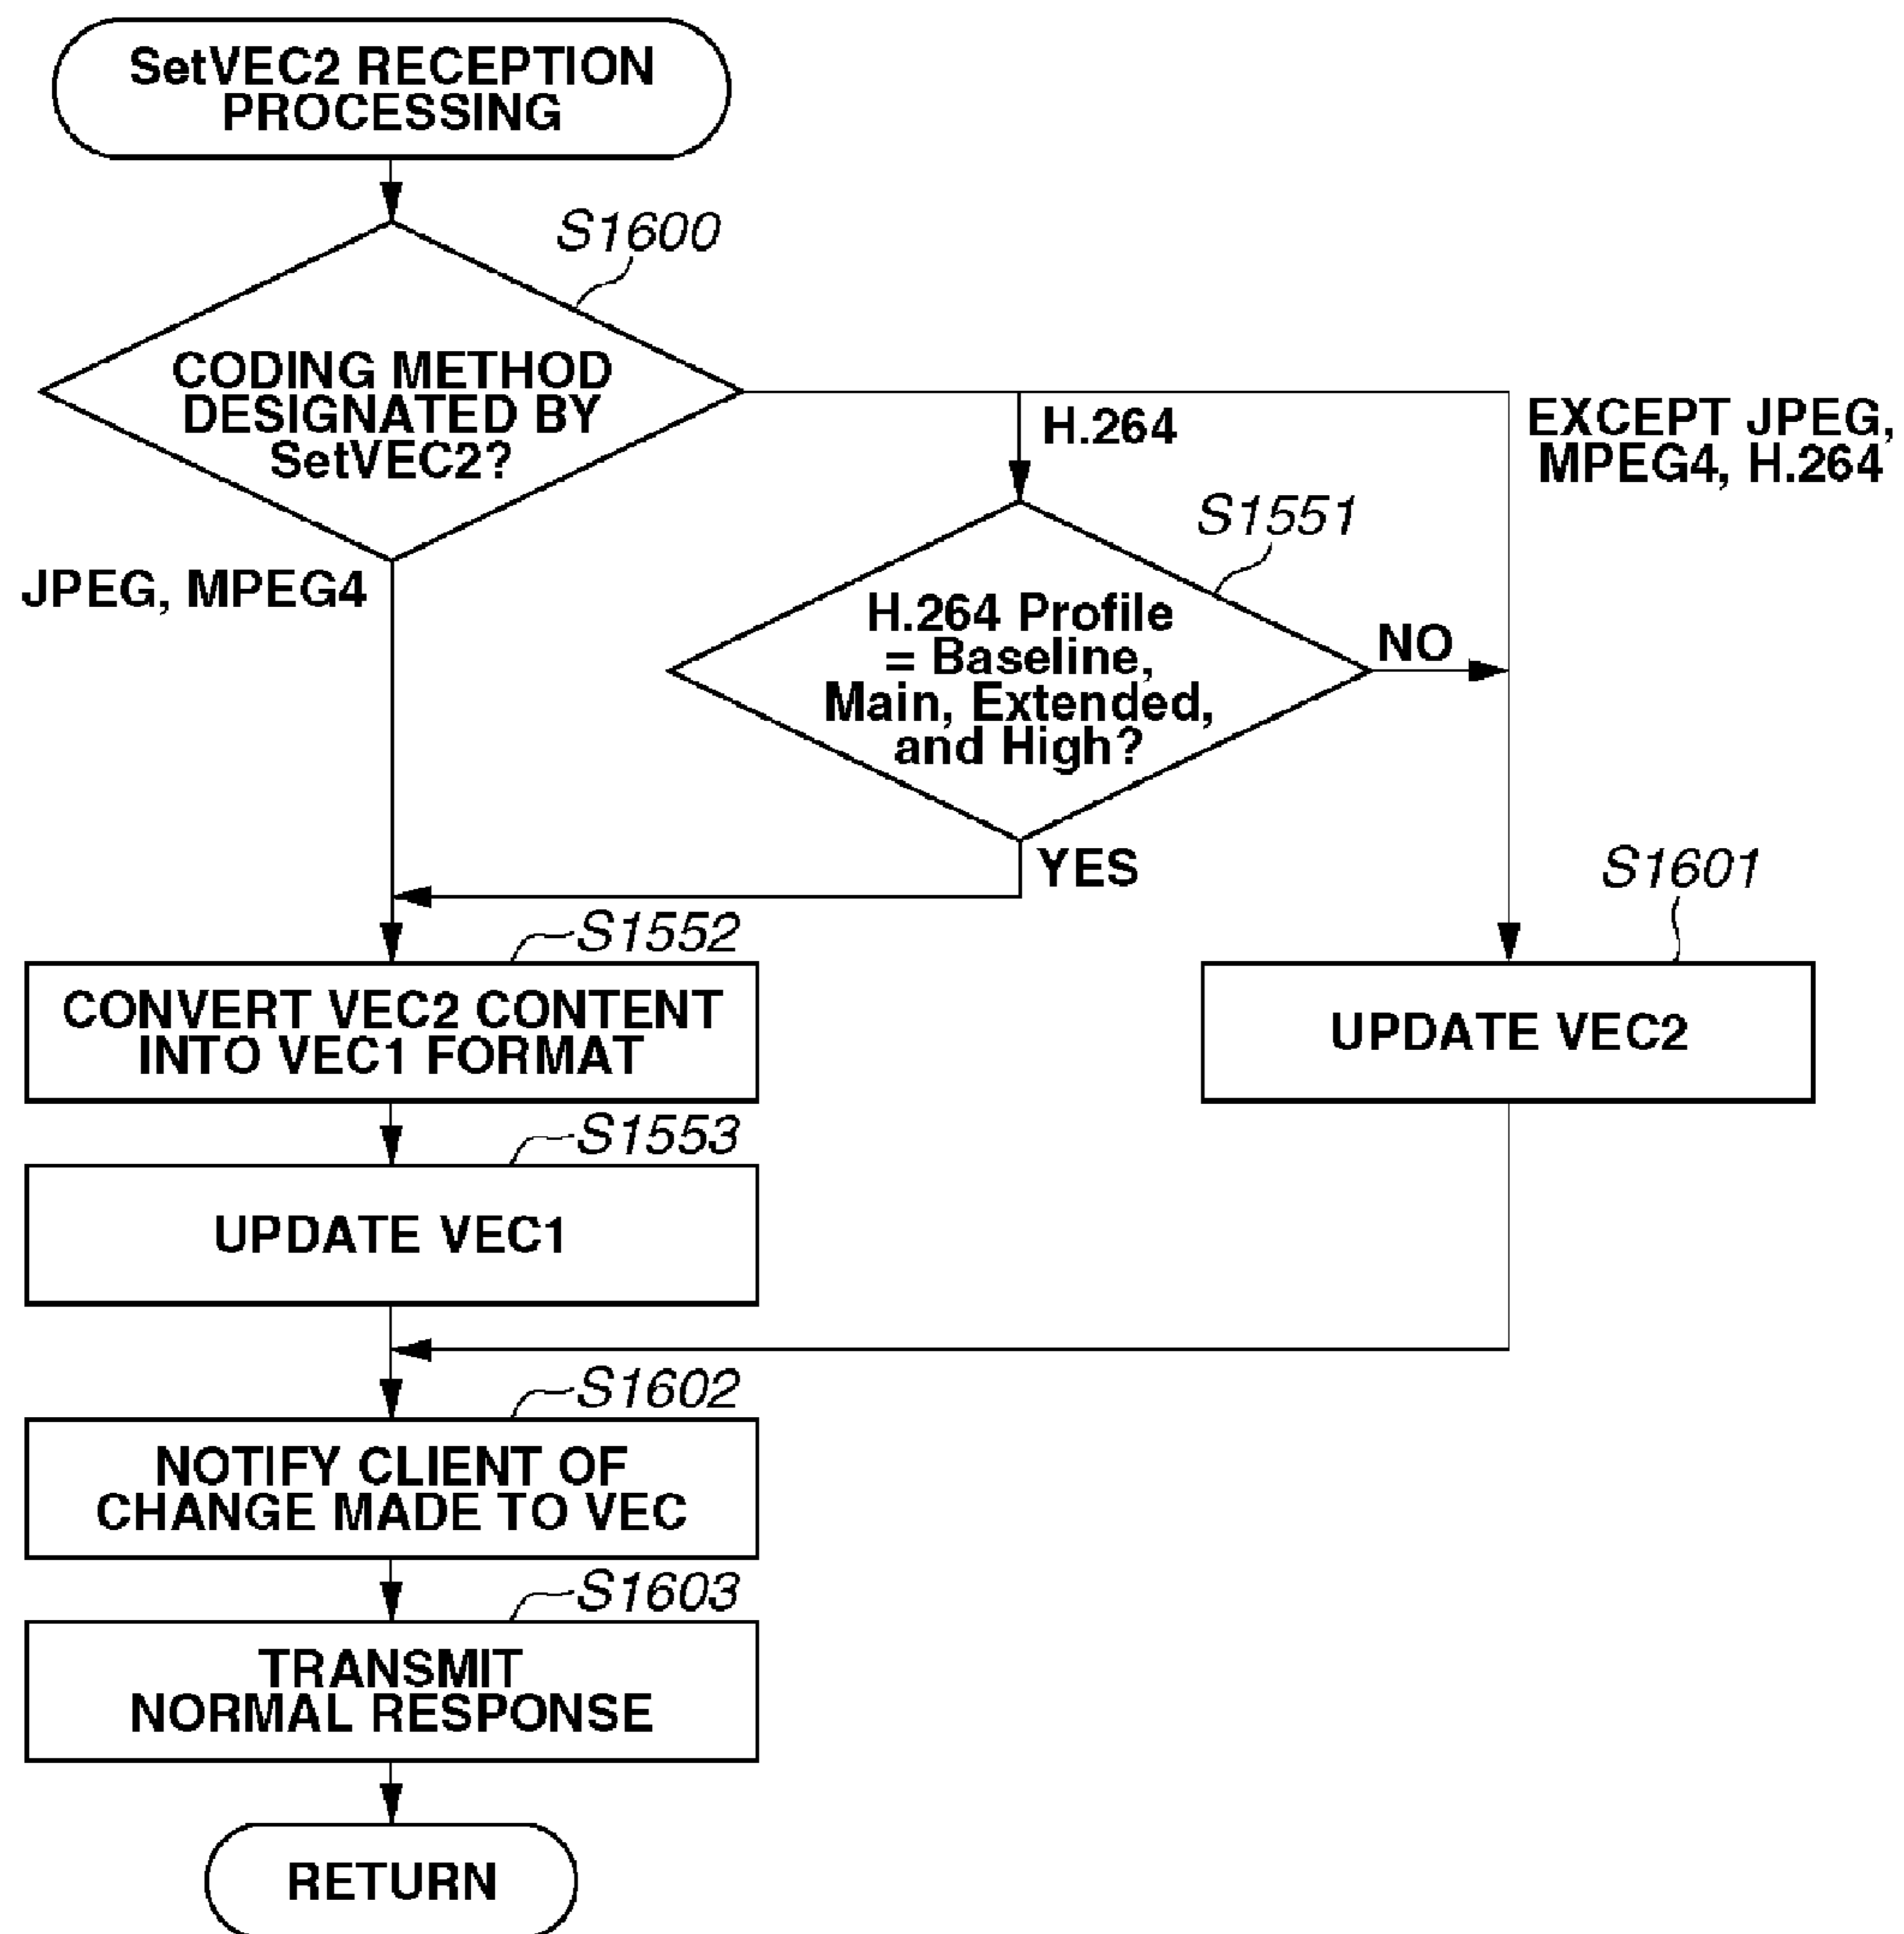 SetVEC2 RECEPTION
PROCESSING
S1600
CODING METHOD
DESIGNATED BY
SetVEC2?
H.264
EXCEPT JPEG,
MPEG4, H.264
JPEG, MPEG4
S1551
H.264 Profile
= Baseline,
Main, Extended,
and High?
NO
YES
S1601
S1552
CONVERT VEC2 CONTENT
INTO VEC1 FORMAT
UPDATE VEC2
S1553
UPDATE VEC1
S1602
NOTIFY CLIENT OF
CHANGE MADE TO VEC
S1603
TRANSMIT
NORMAL RESPONSE
RETURN